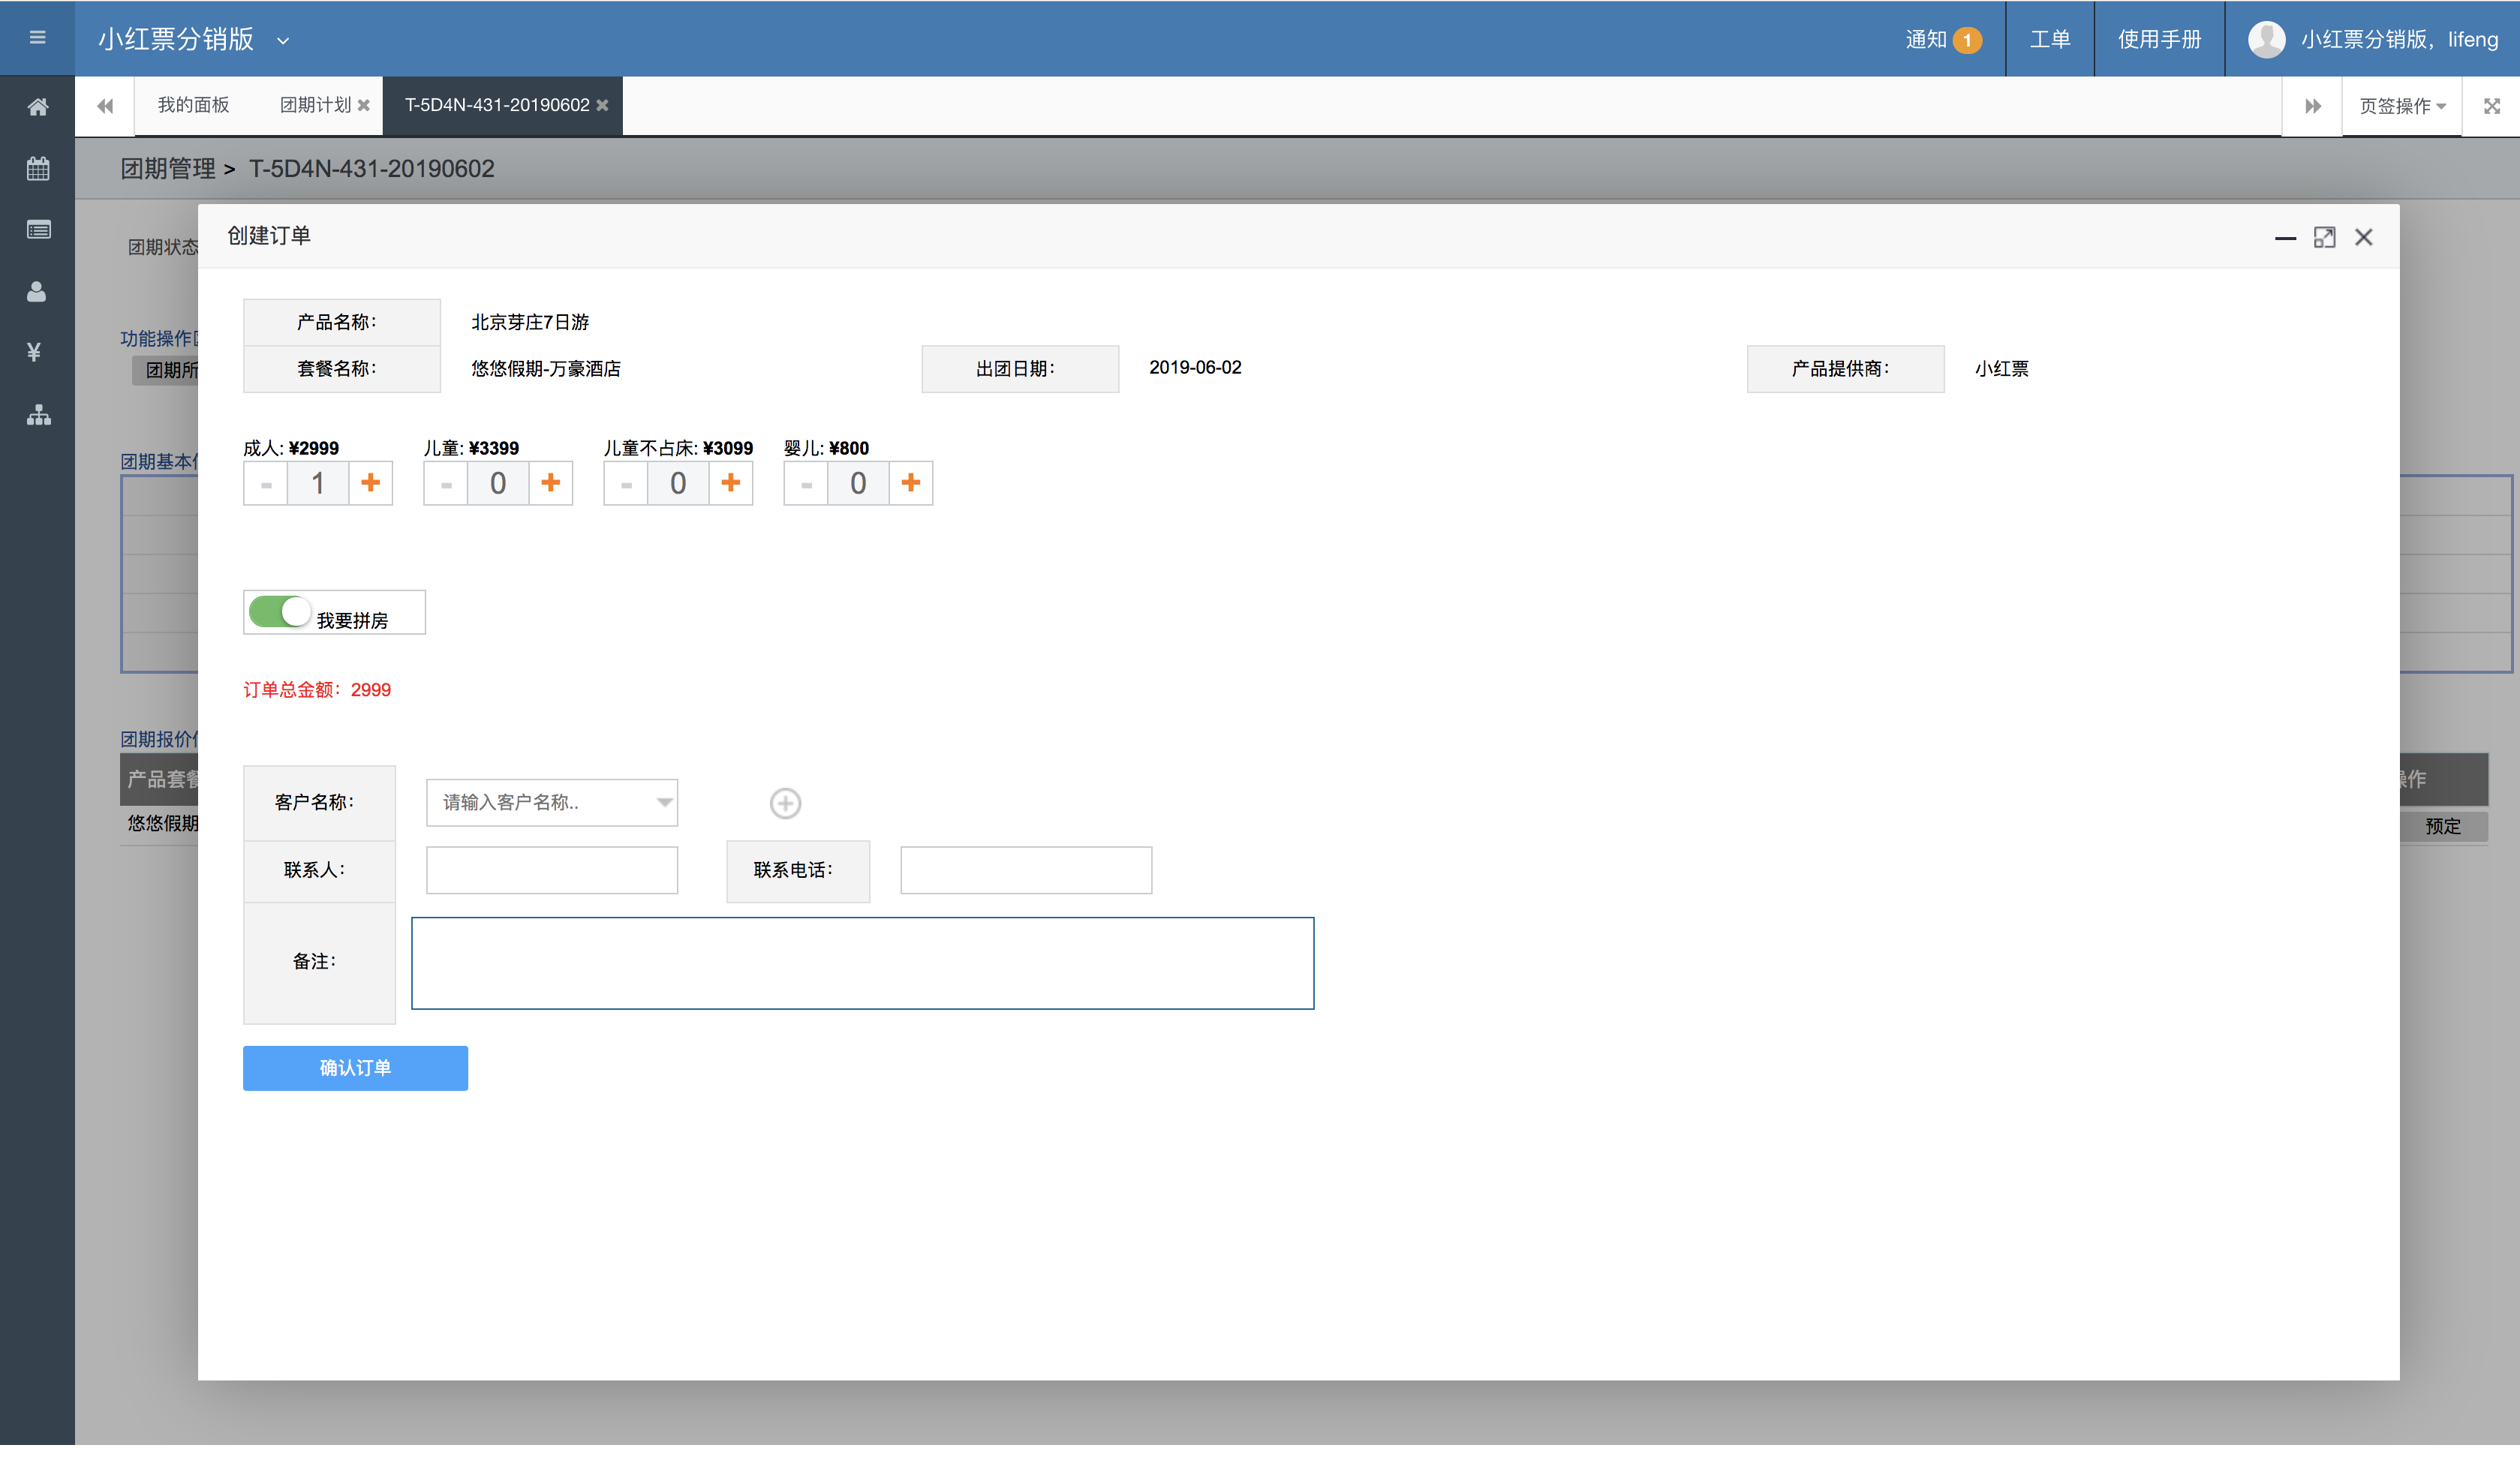 小红票分销版
通知 1
工单
使用手册
小红票分销版, lifeng
我的面板
团期计划
T-5D4N-431-20190602
页签操作
团期管理 > T-5D4N-431-20190602
团期状态
创建订单
产品名称:
北京芽庄7日游
套餐名称:
悠悠假期-万豪酒店
出团日期:
2019-06-02
产品提供商:
小红票
功能操作
团期所
成人: ¥2999
儿童: ¥3399
儿童不占床: ¥3099
婴儿: ¥800
- 1 +
- 0 +
- 0 +
- 0 +
团期基本
我要拼房
订单总金额: 2999
团期报价
产品套餐
操作
悠悠假期
预定
客户名称:
请输入客户名称..
联系人:
联系电话:
备注:
确认订单